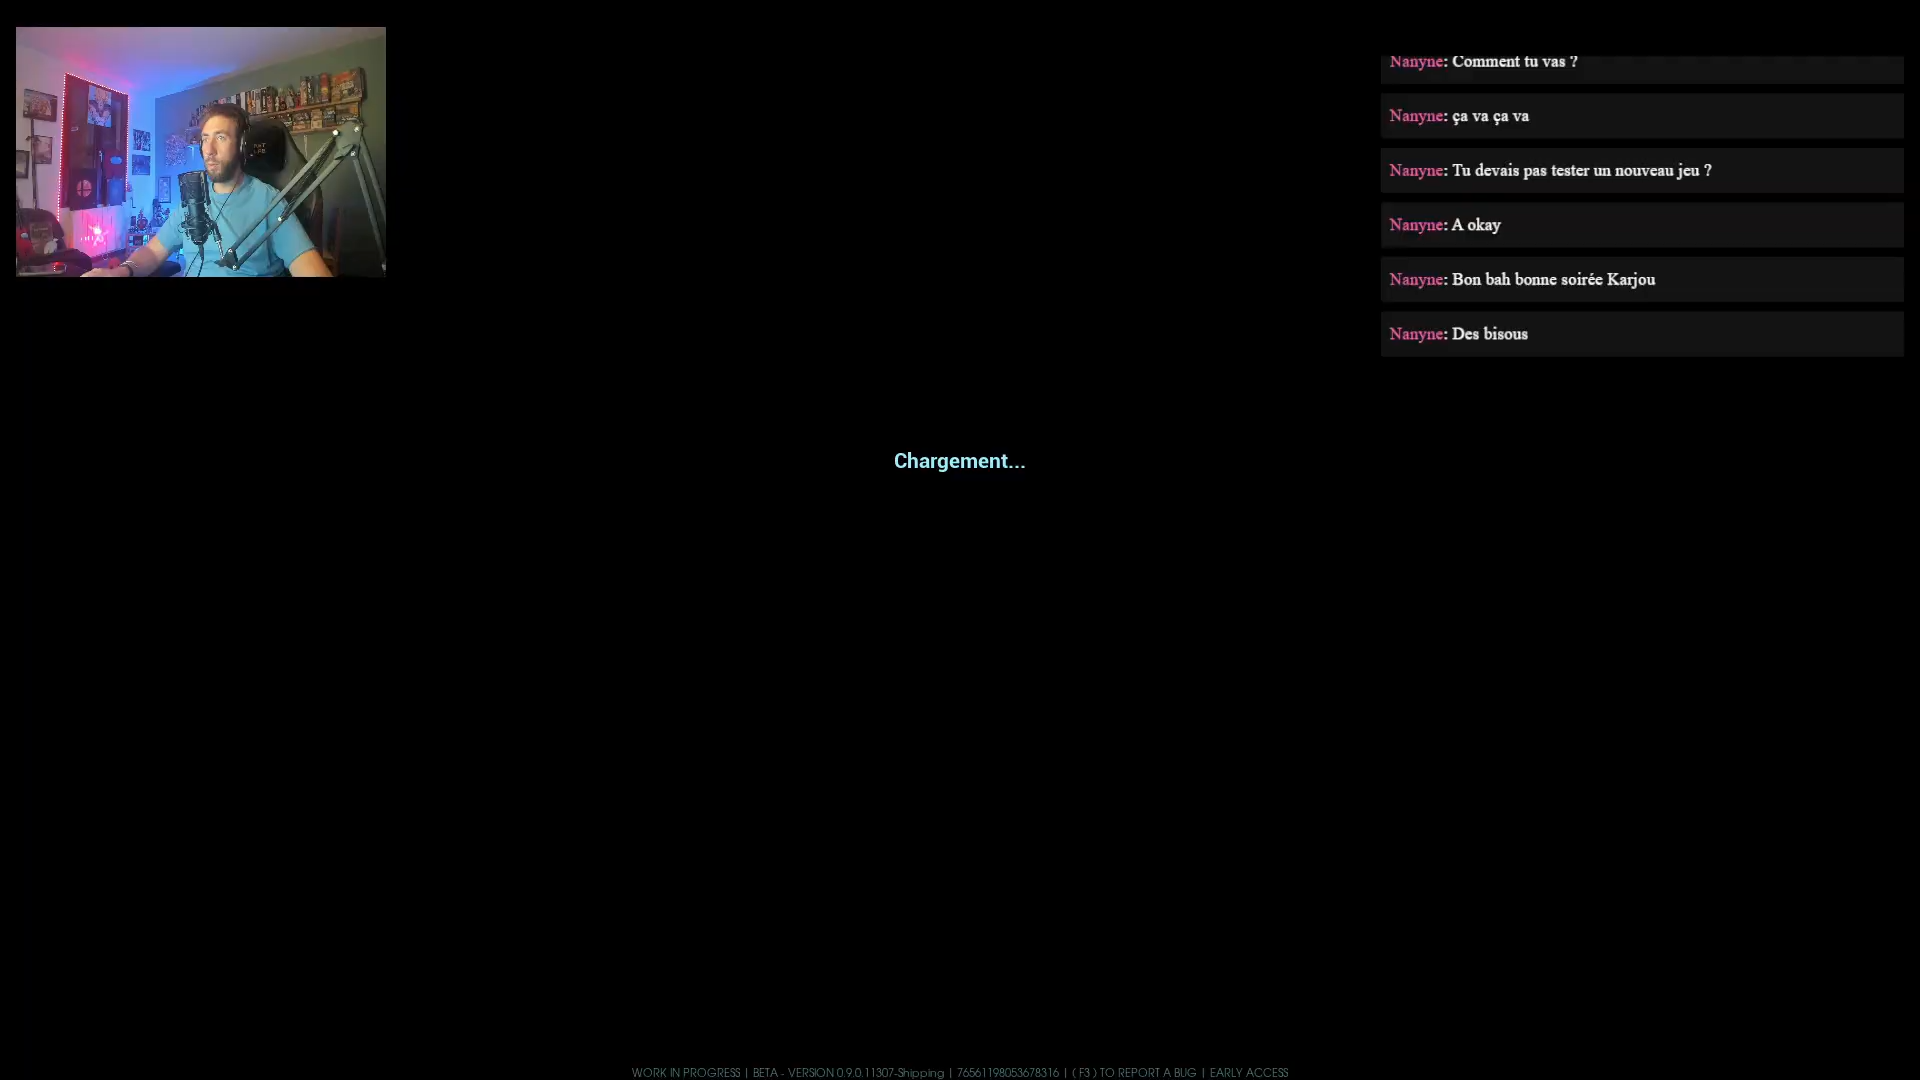 Nanyne: Comment tu vas ?
Nanyne: ça va ça va
Nanyne: Tu devais pas tester un nouveau jeu ?
Nanyne: A okay
Nanyne: Bon bah bonne soirée Karjou
Nanyne: Des bisous
Chargement...
WORK IN PROGRESS | BETA - VERSION 0.9.0.11307-Shipping | 76561198053678316 | ( F3 ) TO REPORT A BUG | EARLY ACCESS